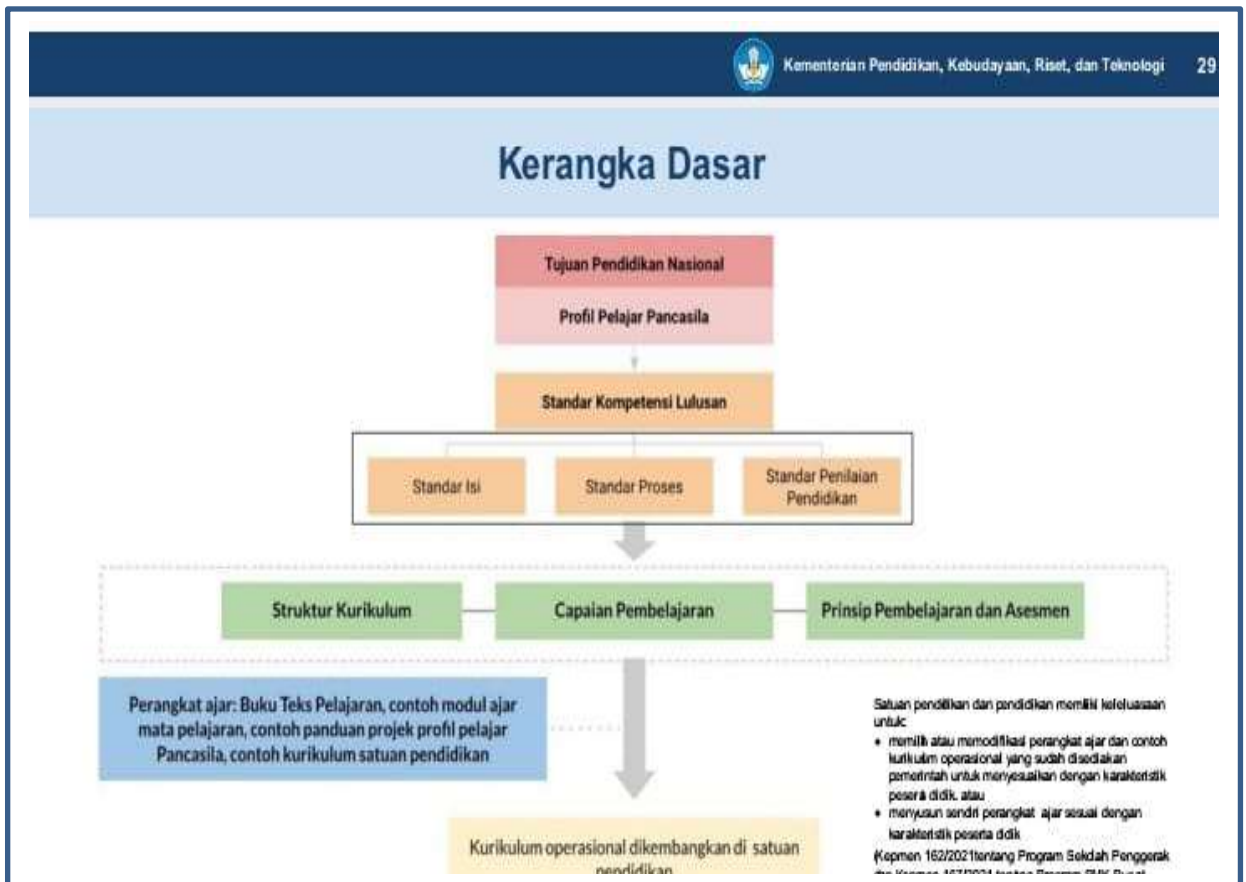 Kementerian Pendidikan, Kebudayaan, Riset, dan Teknologi 29
Kerangka Dasar
Tujuan Pendidikan Nasional
Profil Pelajar Pancasila
Standar Kompetensi Lulusan
Standar Isi
Standar Proses
Standar Penilaian
Pendidikan
Struktur Kurikulum
Capaian Pembelajaran
Prinsip Pembelajaran dan Asesmen
Perangkat ajar: Buku Teks Pelajaran, contoh modul ajar
mata pelajaran, contoh panduan projek profil pelajar
Pancasila, contoh kurikulum satuan pendidikan
Satuan pendidikan dan pendidikan memiliki keleluasaan
untuk:
• memilih atau memodifikasi perangkat ajar dan contoh
kurikulum operasional yang sudah disediakan
pemerintah untuk menyesuaikan dengan karakteristik
peserta didik. atau
• menyusun sendiri perangkat ajar sesuai dengan
karakteristik peserta didik
(Kepmen 162/2021tentang Program Sekolah Penggerak
Kurikulum operasional dikembangkan di satuan
pendidikan